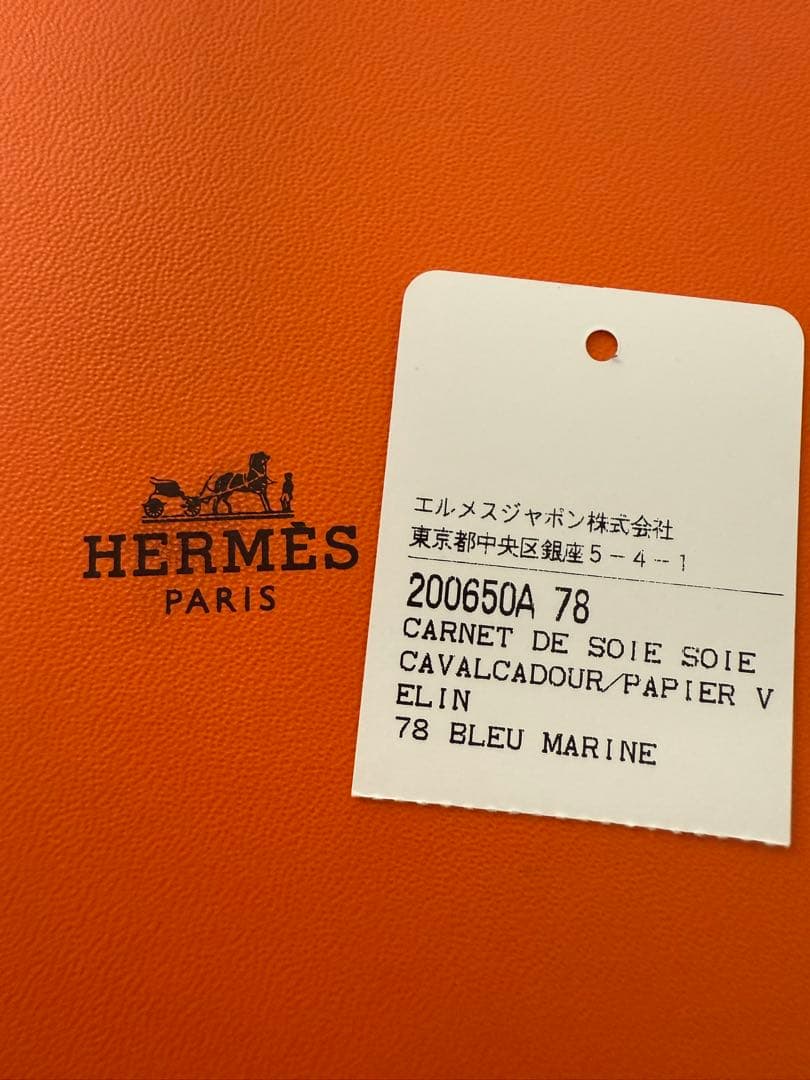 HERMÈS
PARIS
エルメスジャポン株式会社
東京都中央区銀座5-4-1
200650A 78
CARNET DE SOIE SOIE
CAVALCADOUR/PAPIER V
ELIN
78 BLEU MARINE